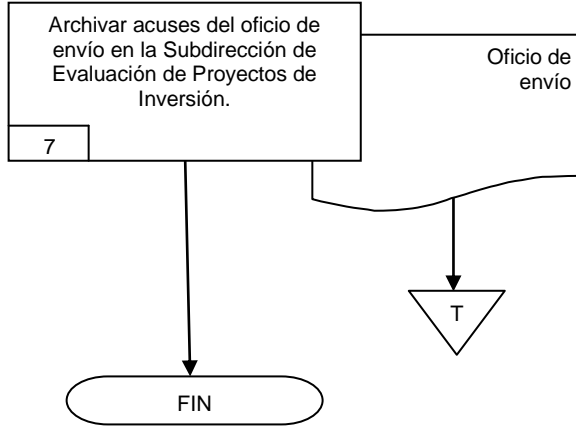 Archivar acuses del oficio de
envío en la Subdirección de
Evaluación de Proyectos de
Inversión.
7
Oficio de
envío
T
FIN